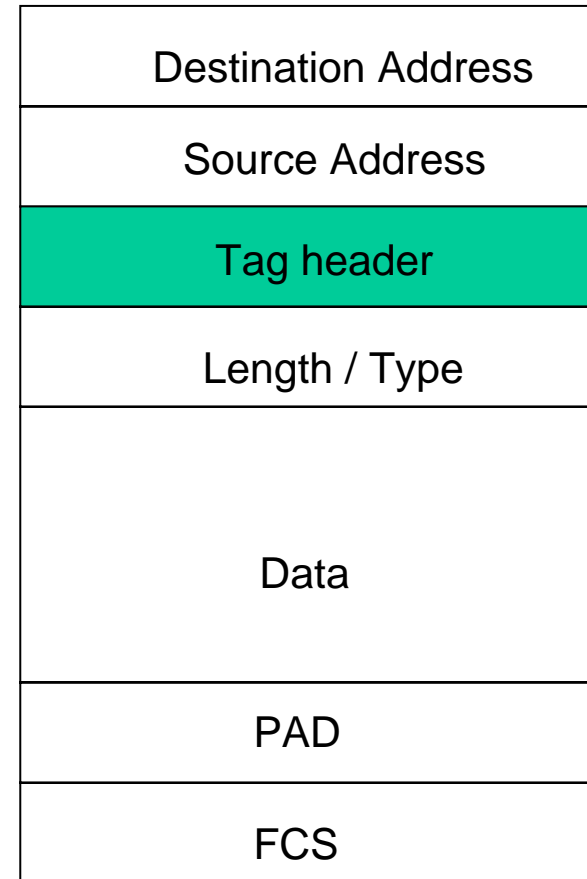 Destination Address
Source Address
Tag header
Length / Type
Data
PAD
FCS